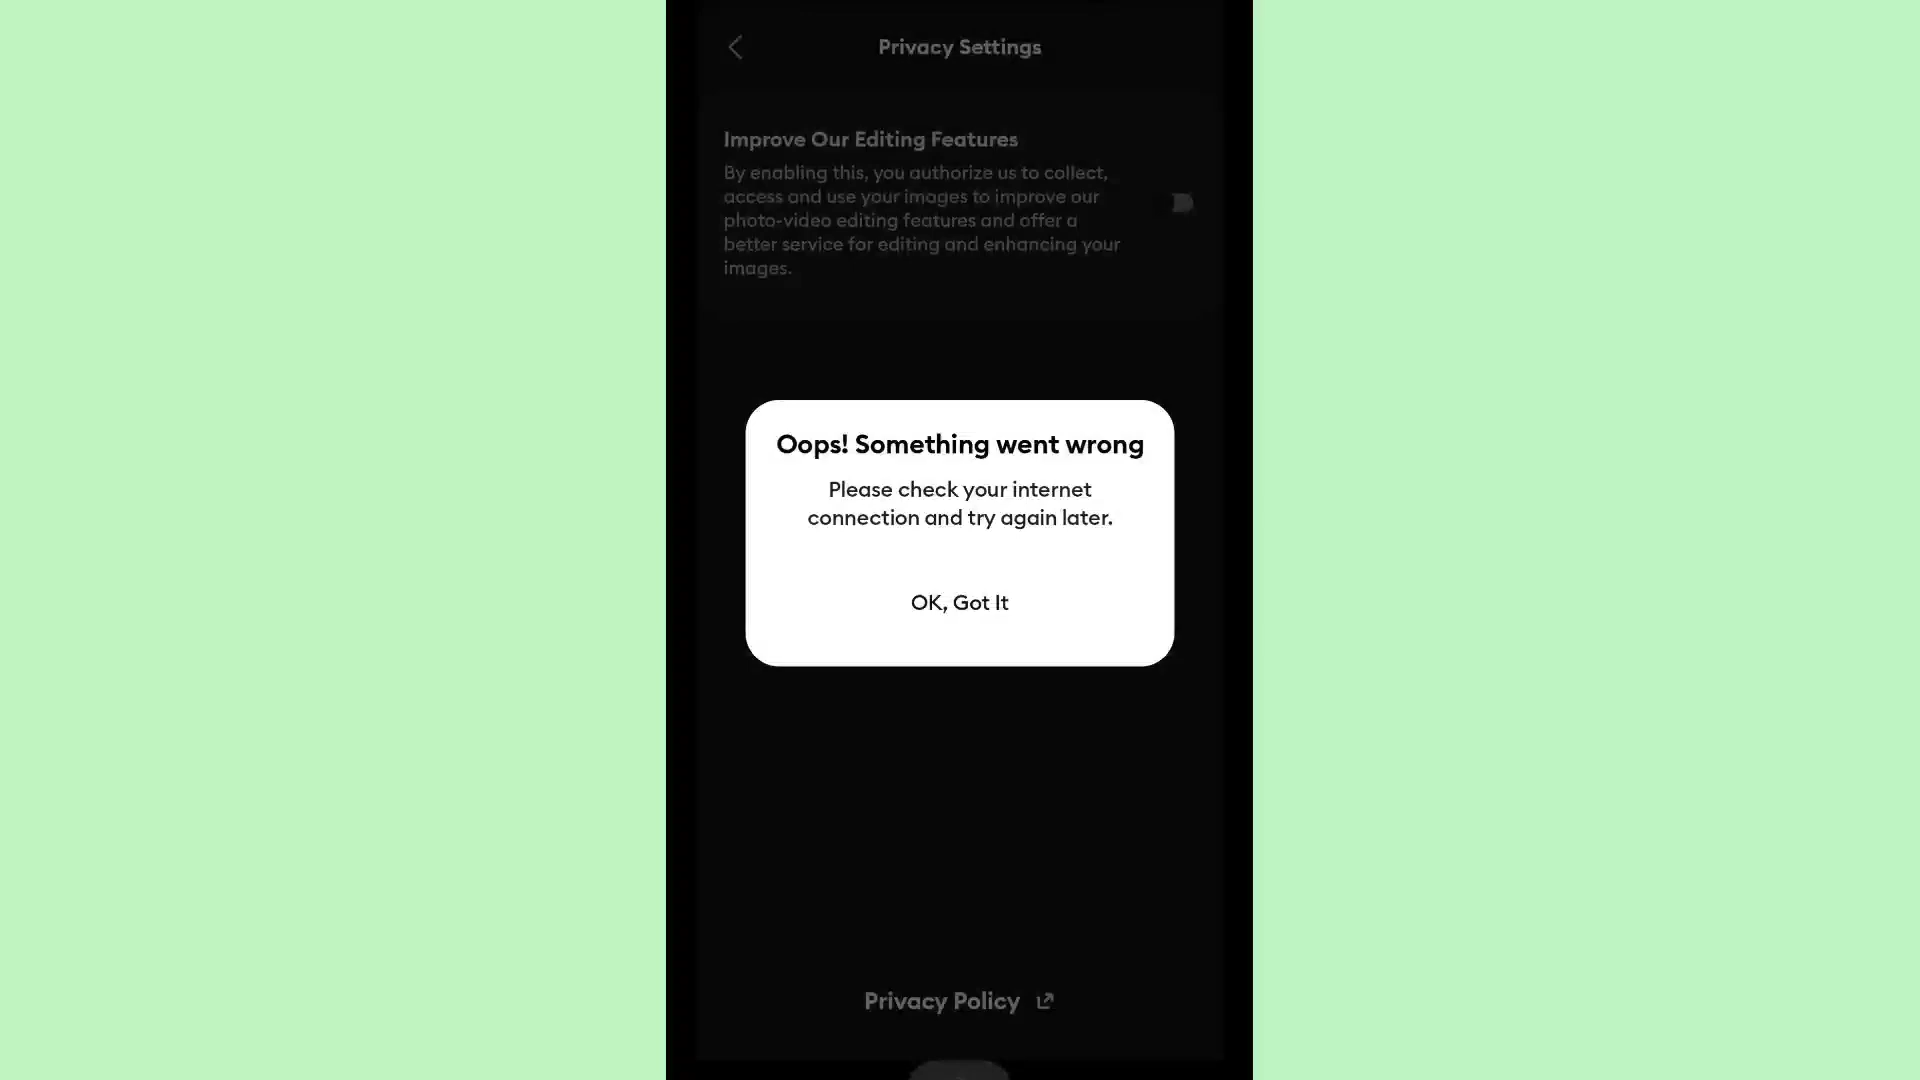 Privacy Settings
Improve Our Editing Features
By enabling this, you authorize us to collect,
access and use your images to improve our
photo-video editing features and offer a
better service for editing and enhancing your
images.
Oops! Something went wrong
Please check your internet
connection and try again later.
OK, Got It
Privacy Policy